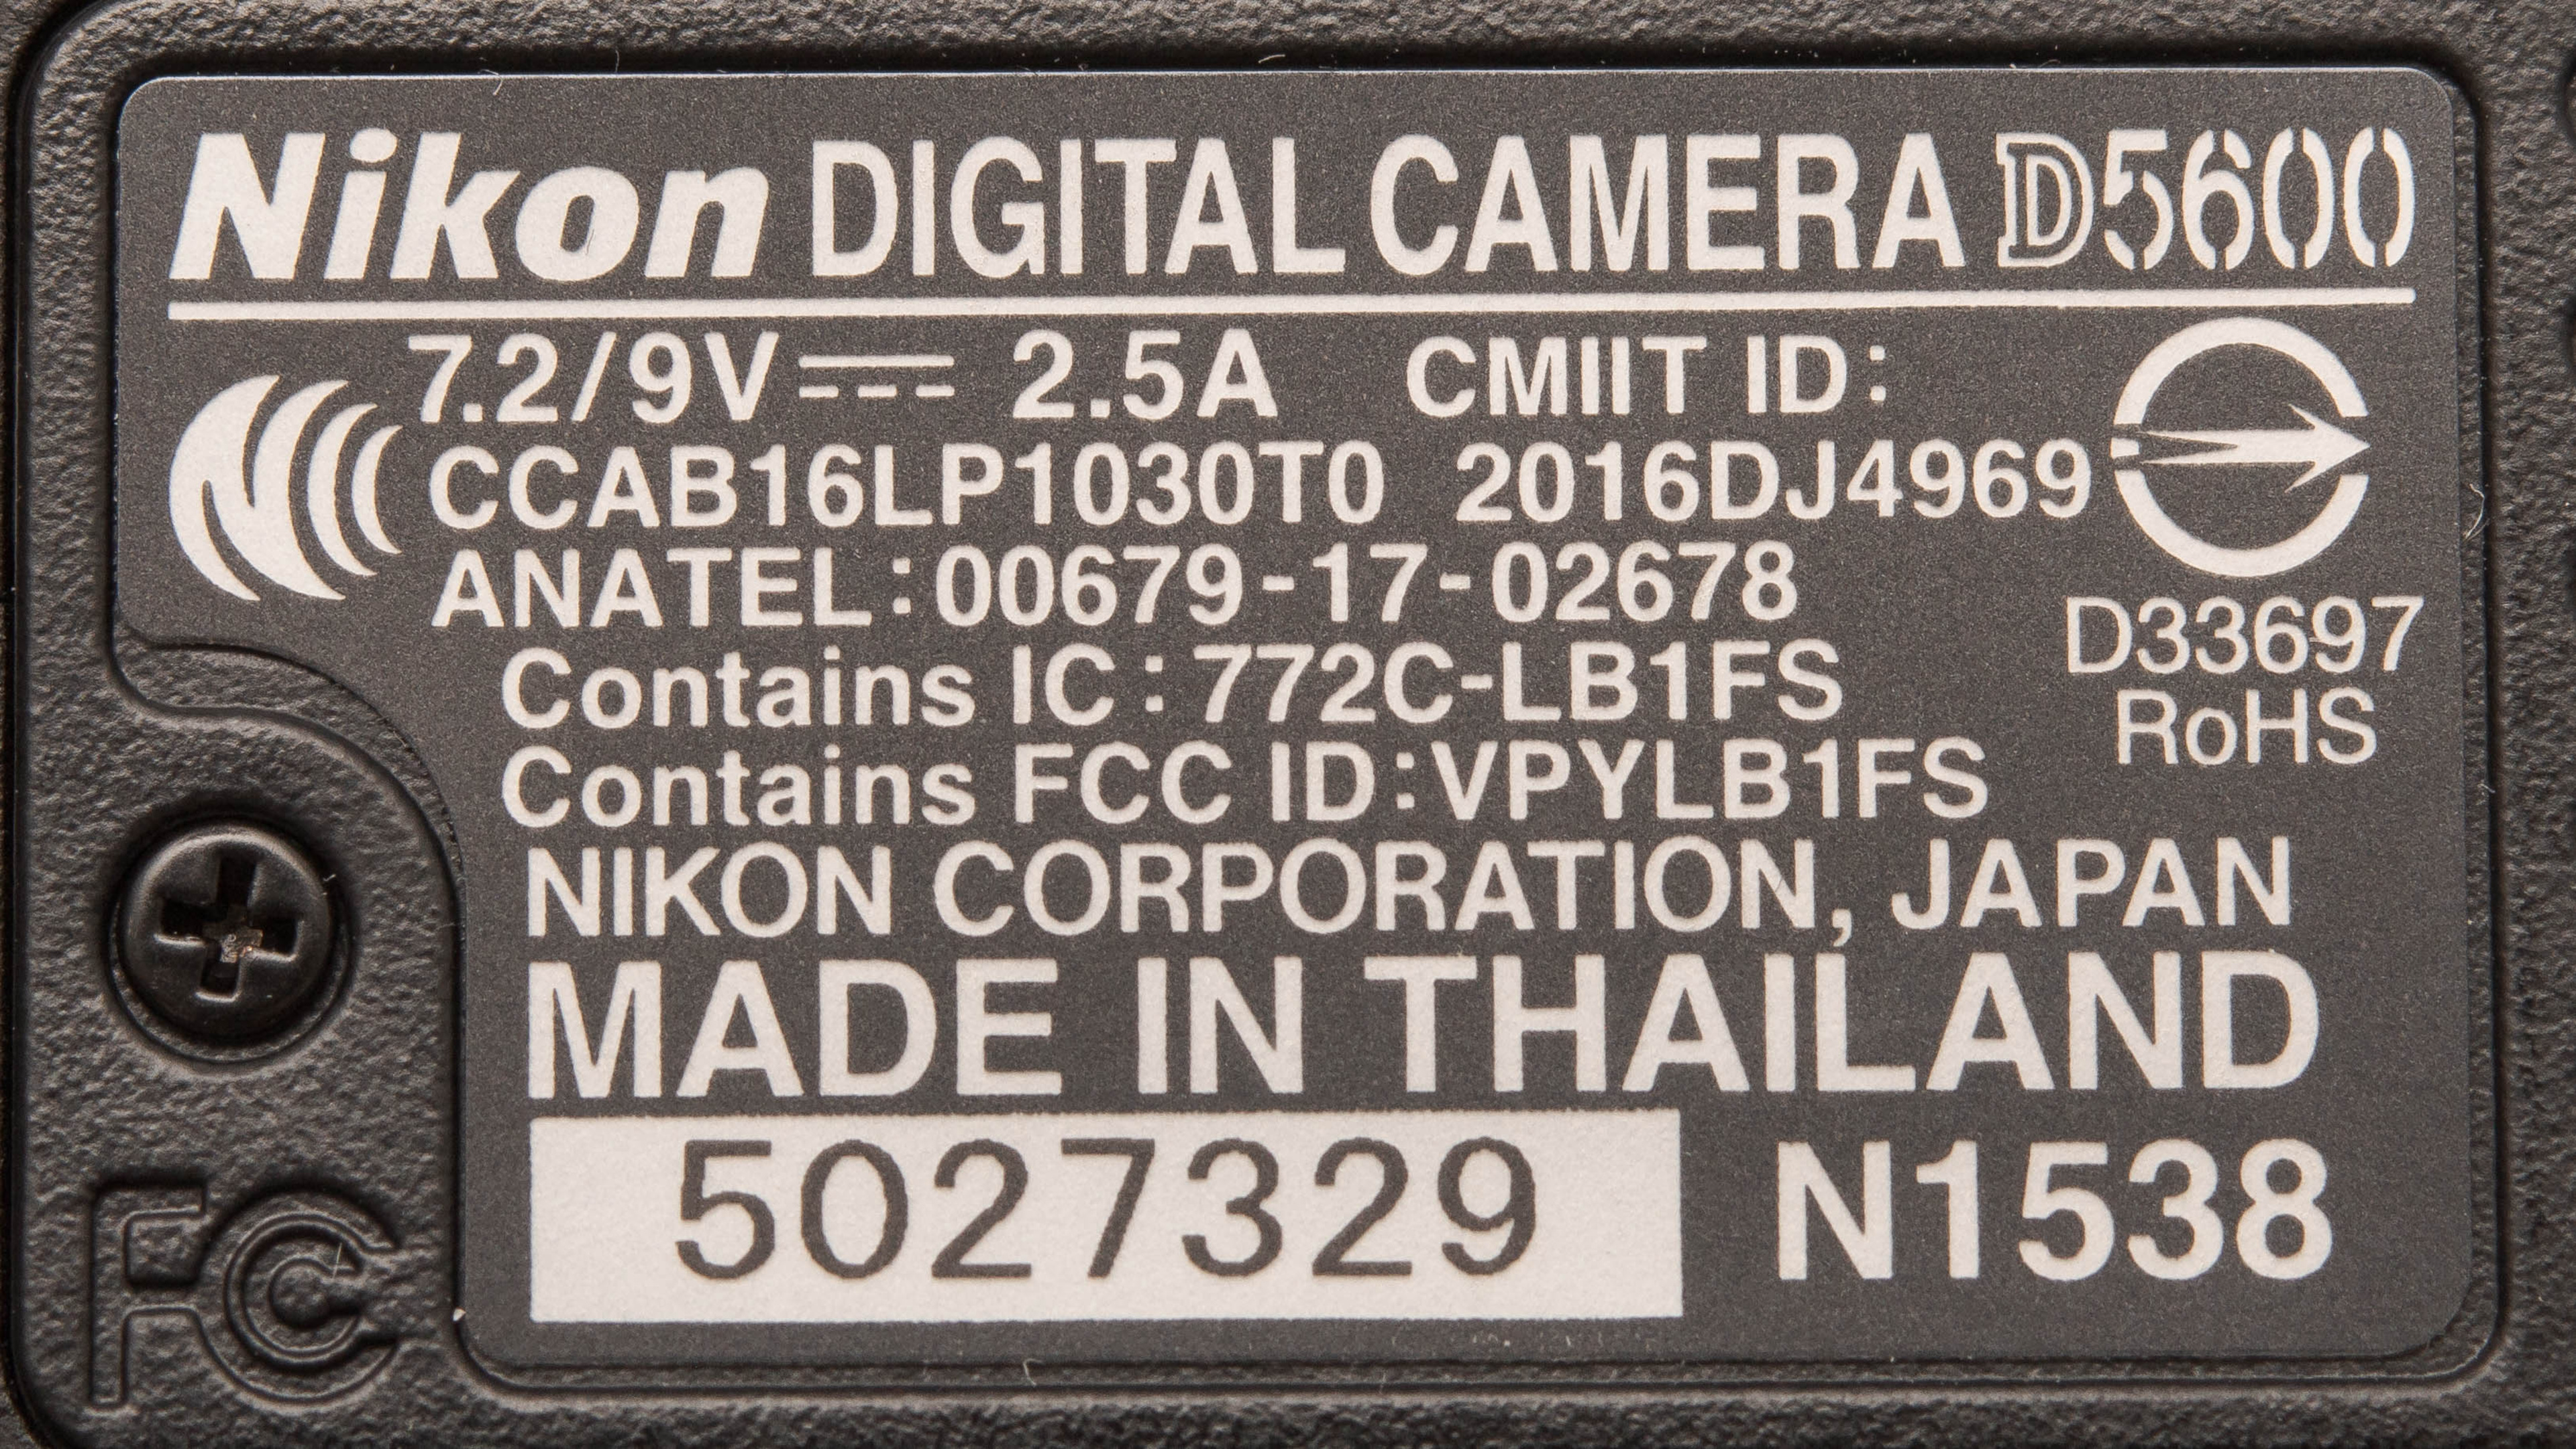 Nikon DIGITAL CAMERA D5600
7.2/9V ⎓ 2.5A CMIIT ID:
CCAB16LP1030T0 2016DJ4969
ANATEL:00679-17-02678
D33697
Contains IC: 772C-LB1FS
RoHS
Contains FCC ID:VPYLB1FS
NIKON CORPORATION, JAPAN
MADE IN THAILAND
5027329 N1538
FC